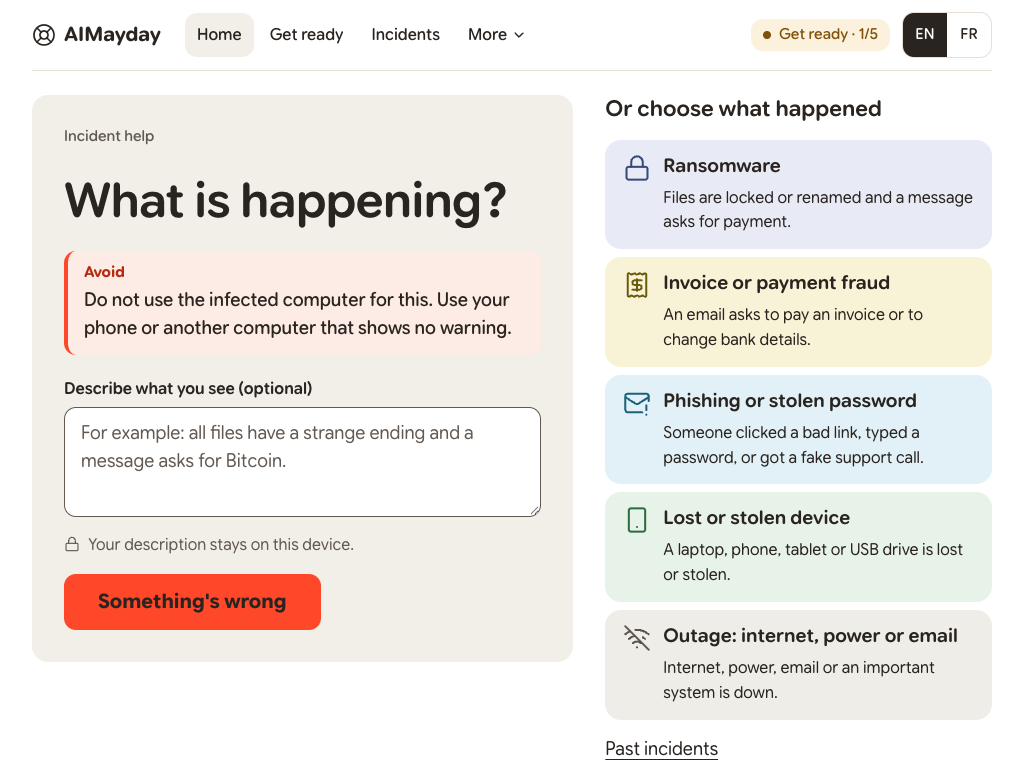 AIMayday
Home
Get ready
Incidents
More
Get ready · 1/5
EN
FR
Incident help
What is happening?
Avoid
Do not use the infected computer for this. Use your
phone or another computer that shows no warning.
Describe what you see (optional)
For example: all files have a strange ending and a
message asks for Bitcoin.
Your description stays on this device.
Something's wrong
Or choose what happened
Ransomware
Files are locked or renamed and a message
asks for payment.
Invoice or payment fraud
An email asks to pay an invoice or to
change bank details.
Phishing or stolen password
Someone clicked a bad link, typed a
password, or got a fake support call.
Lost or stolen device
A laptop, phone, tablet or USB drive is lost
or stolen.
Outage: internet, power or email
Internet, power, email or an important
system is down.
Past incidents